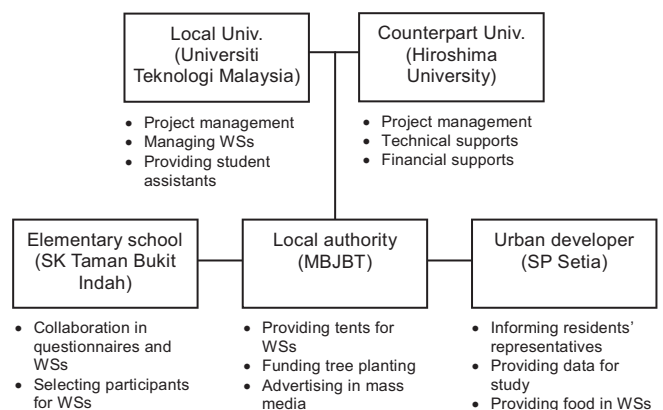 Local Univ.
(Universiti
Teknologi Malaysia)
Counterpart Univ.
(Hiroshima
University)
• Project management
• Managing WSs
• Providing student
assistants
• Project management
• Technical supports
• Financial supports
Elementary school
(SK Taman Bukit
Indah)
Local authority
(MBJBT)
Urban developer
(SP Setia)
• Collaboration in
questionnaires and
WSs
• Selecting participants
for WSs
• Providing tents for
WSs
• Funding tree planting
• Advertising in mass
media
• Informing residents’
representatives
• Providing data for
study
• Providing food in WSs